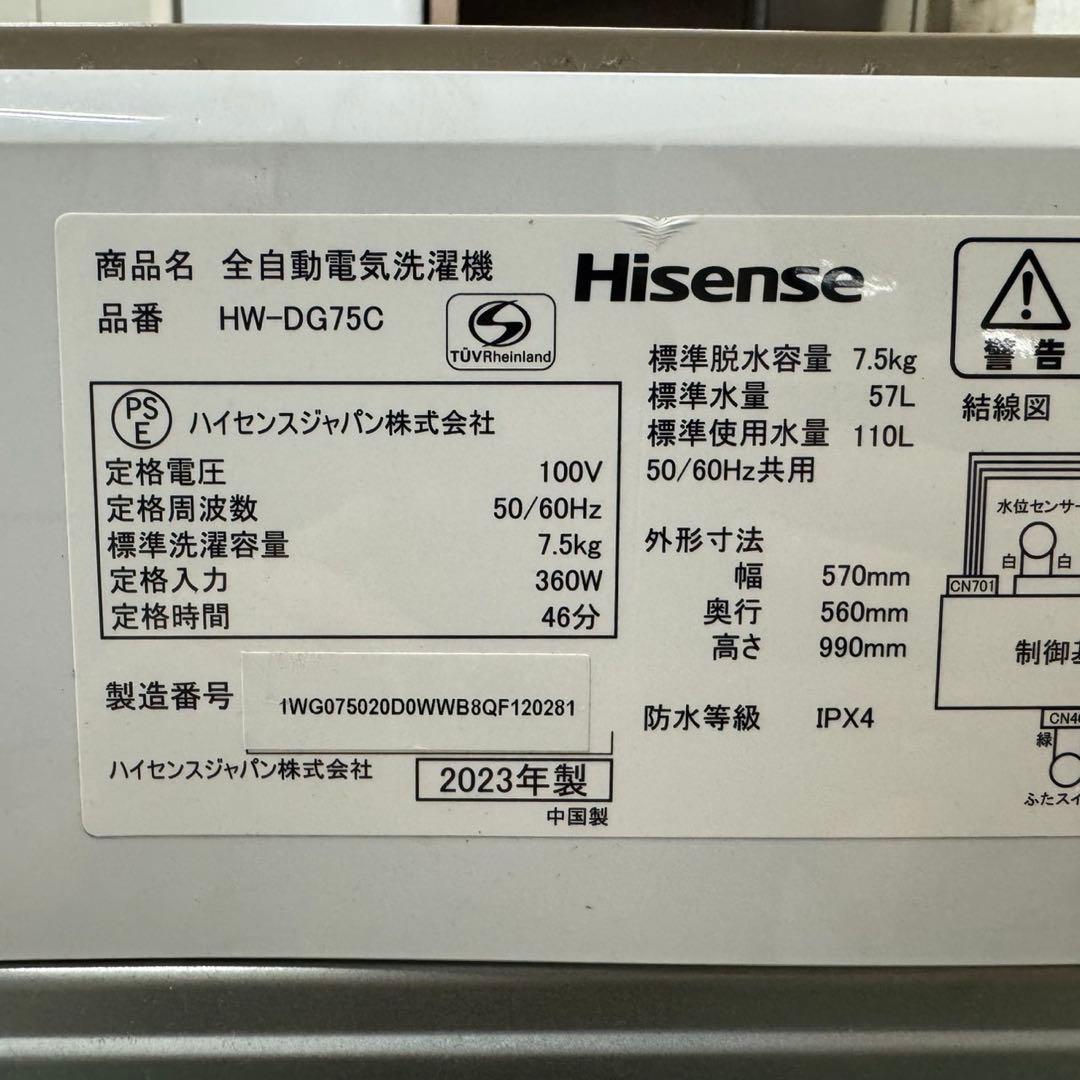 商品名 全自動電気洗濯機
品番 HW-DG75C
TÜVRheinland
Hisense
警告
PSE ハイセンスジャパン株式会社
定格電圧 100V
定格周波数 50/60Hz
標準洗濯容量 7.5kg
定格入力 360W
定格時間 46分
製造番号 1WG075020D0WWB8QF120281
ハイセンスジャパン株式会社 2023年製
中国製
標準脱水容量 7.5kg
標準水量 57L
標準使用水量 110L
50/60Hz共用
外形寸法
幅 570mm
奥行 560mm
高さ 990mm
防水等級 IPX4
結線図
水位センサー
白 白
CN701
制御
緑
ふたスイ